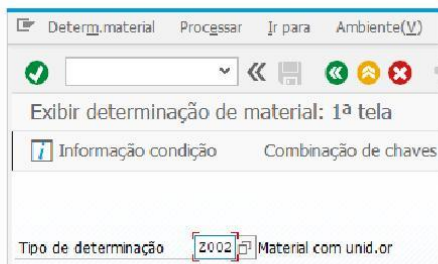 Determ.material Processar Ir para Ambiente(V)
Exibir determinação de material: 1ª tela
Informação condição Combinação de chaves
Tipo de determinação Z002 Material com unid.or